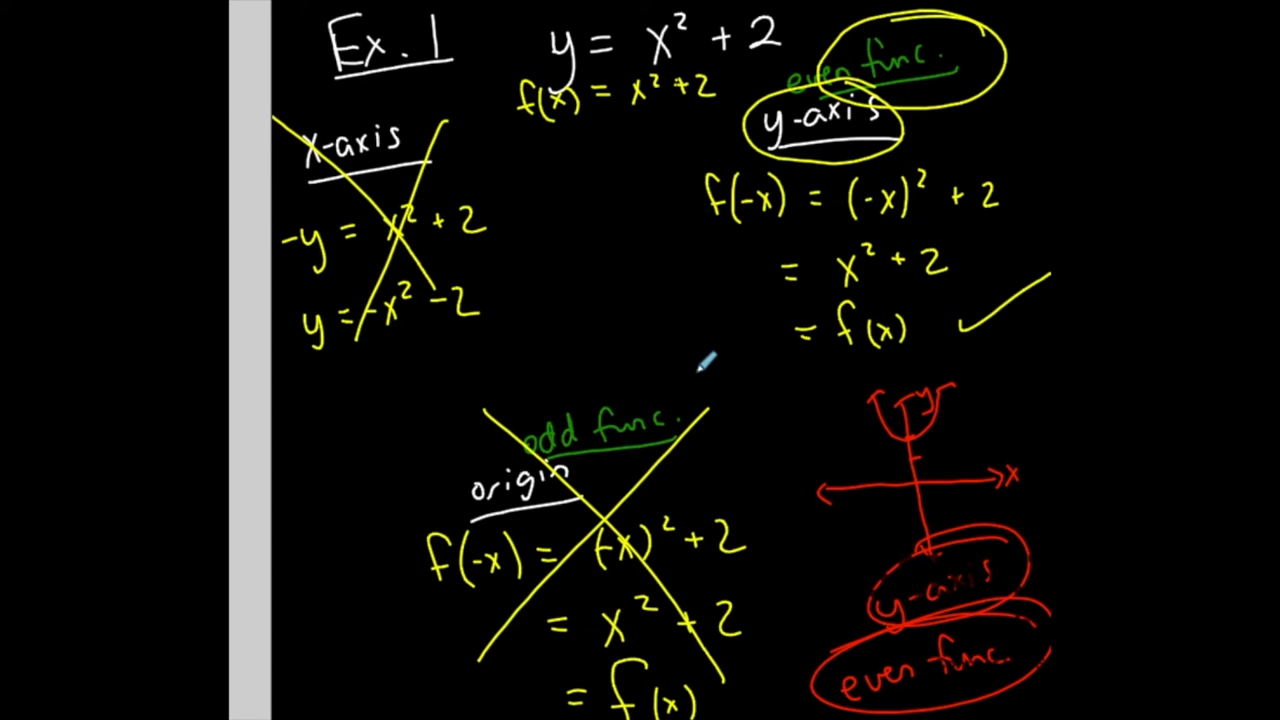 Ex. 1
y = x² + 2
f(x) = x² + 2
even func.
y-axis
f(-x) = (-x)² + 2
= x² + 2
= f(x)
x-axis
-y = x² + 2
y = -x² - 2
odd func.
origin
f(-x) = (-x)² + 2
= x² + 2
= f(x)
y
x
y-axis
even func.